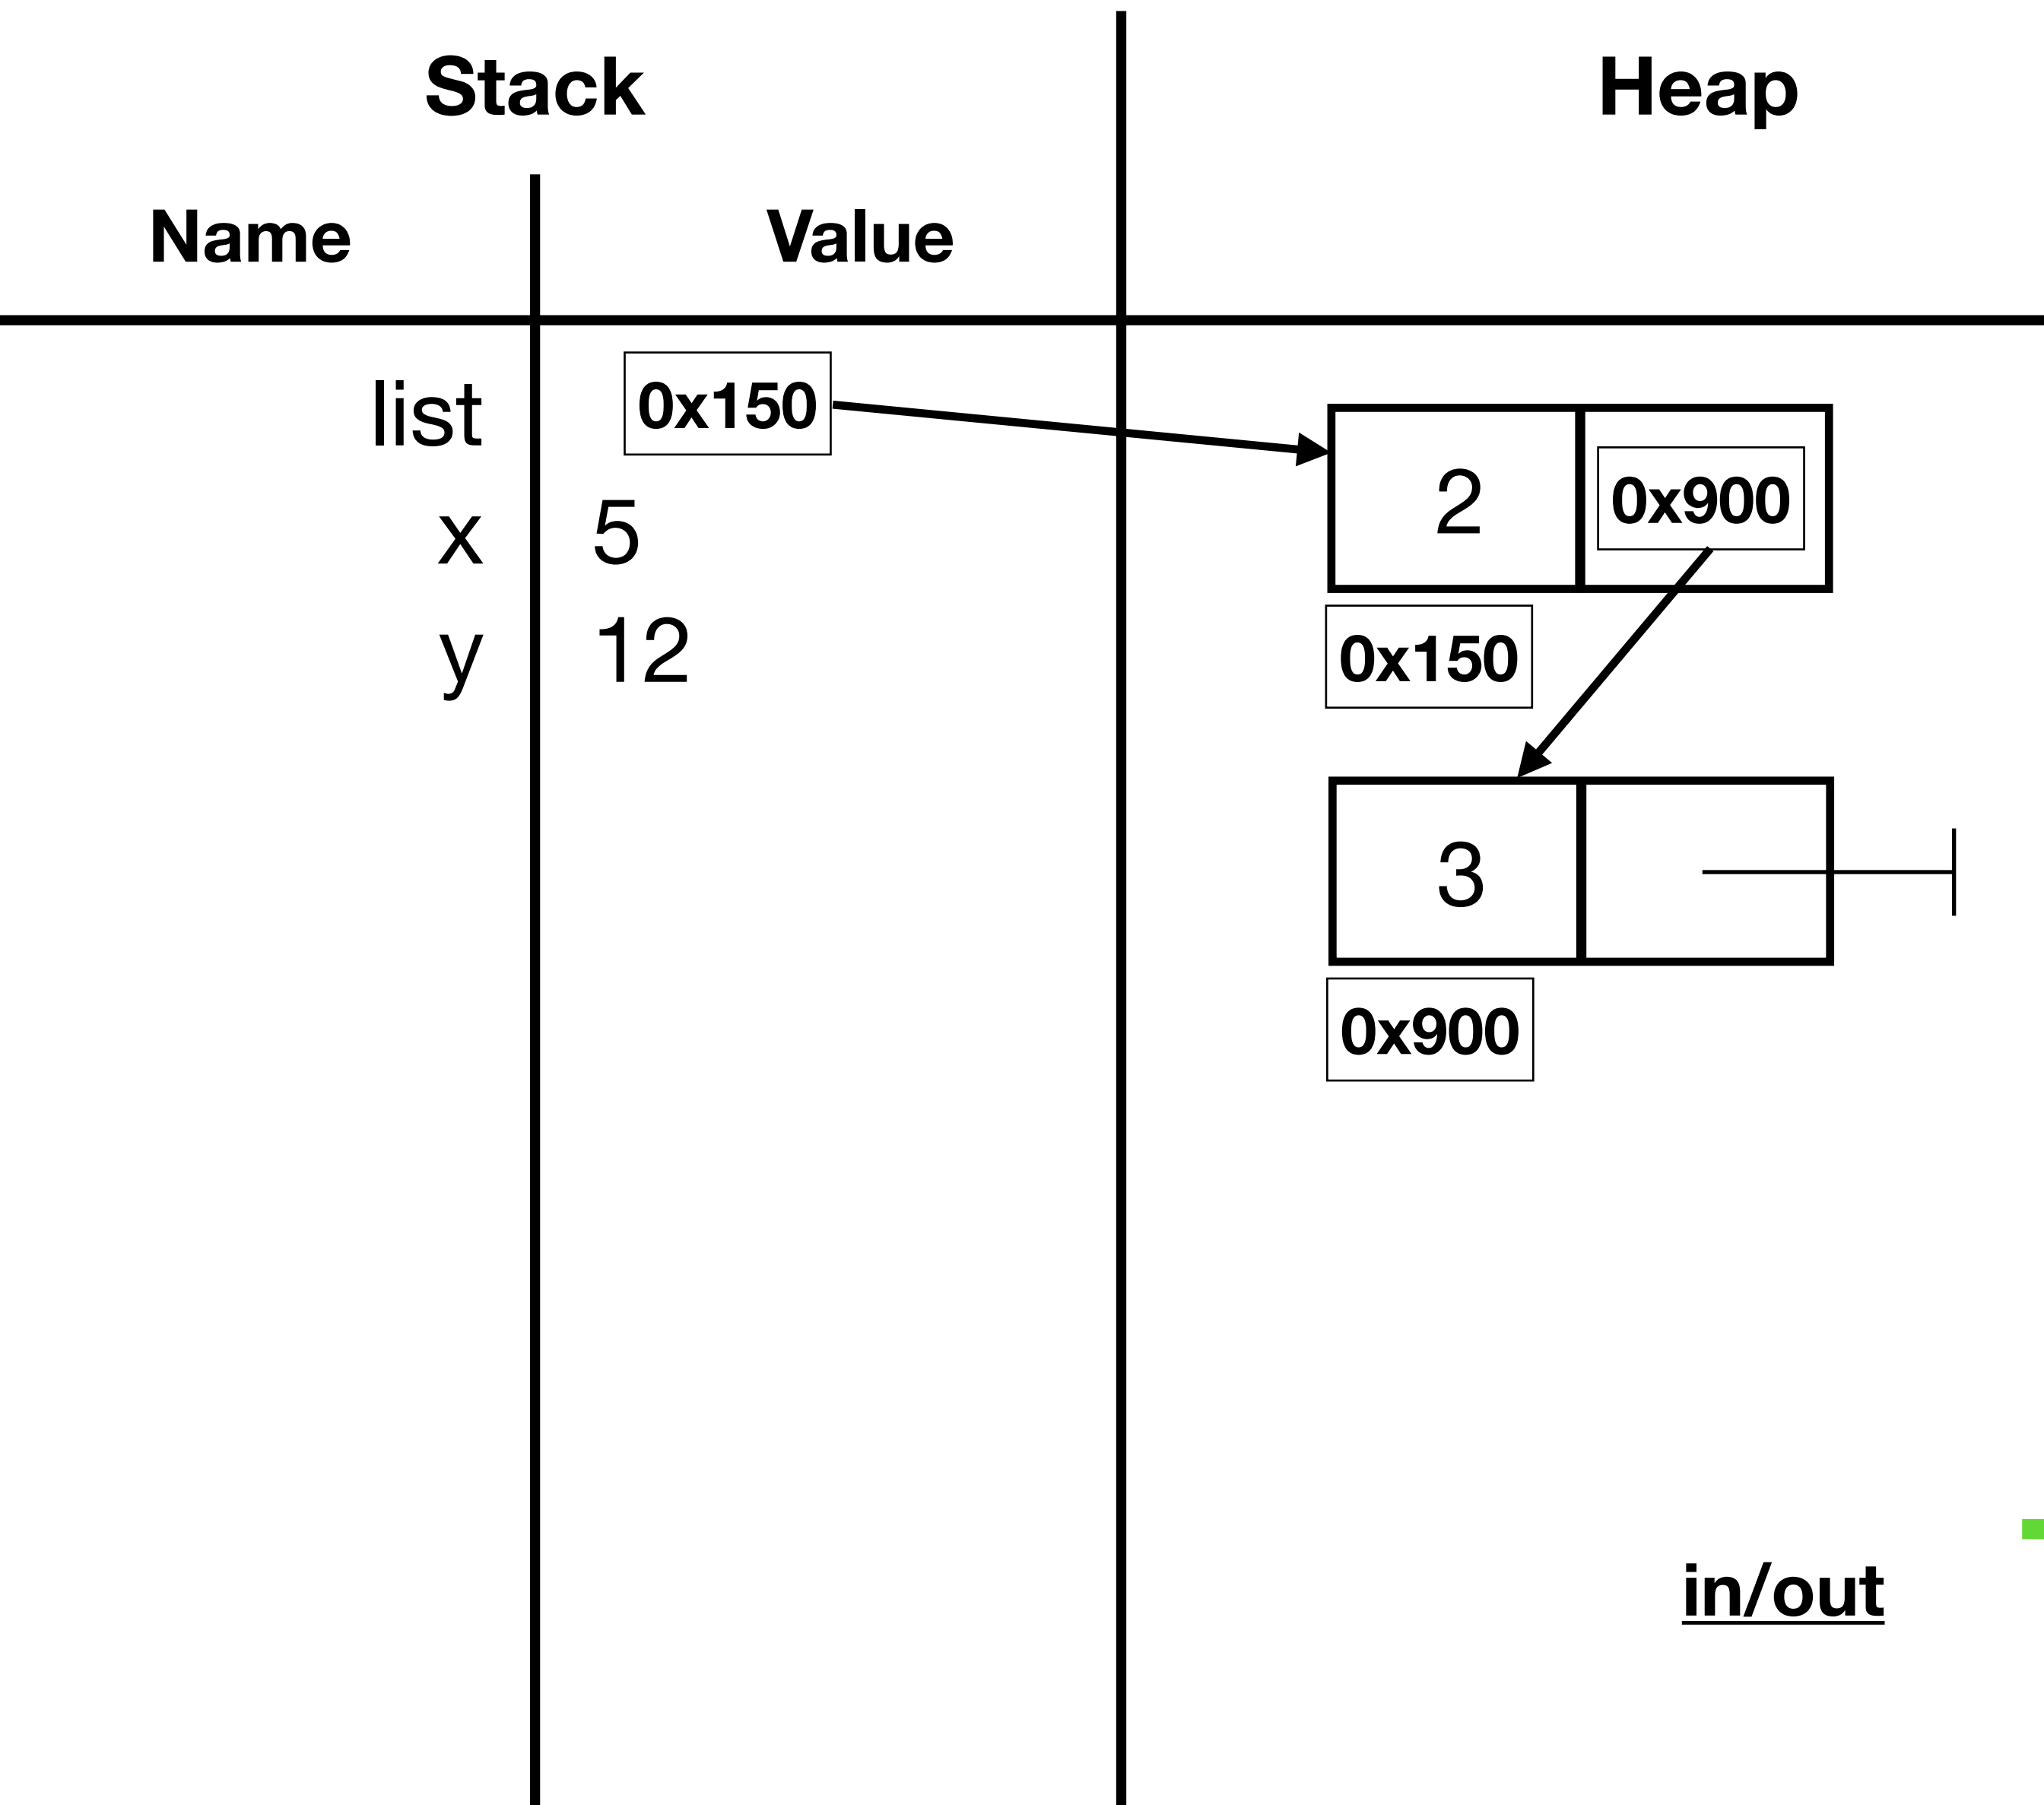 Stack Heap
Name Value
list 0x150
2 0x900
x 5
0x150
y 12
3
0x900
in/out